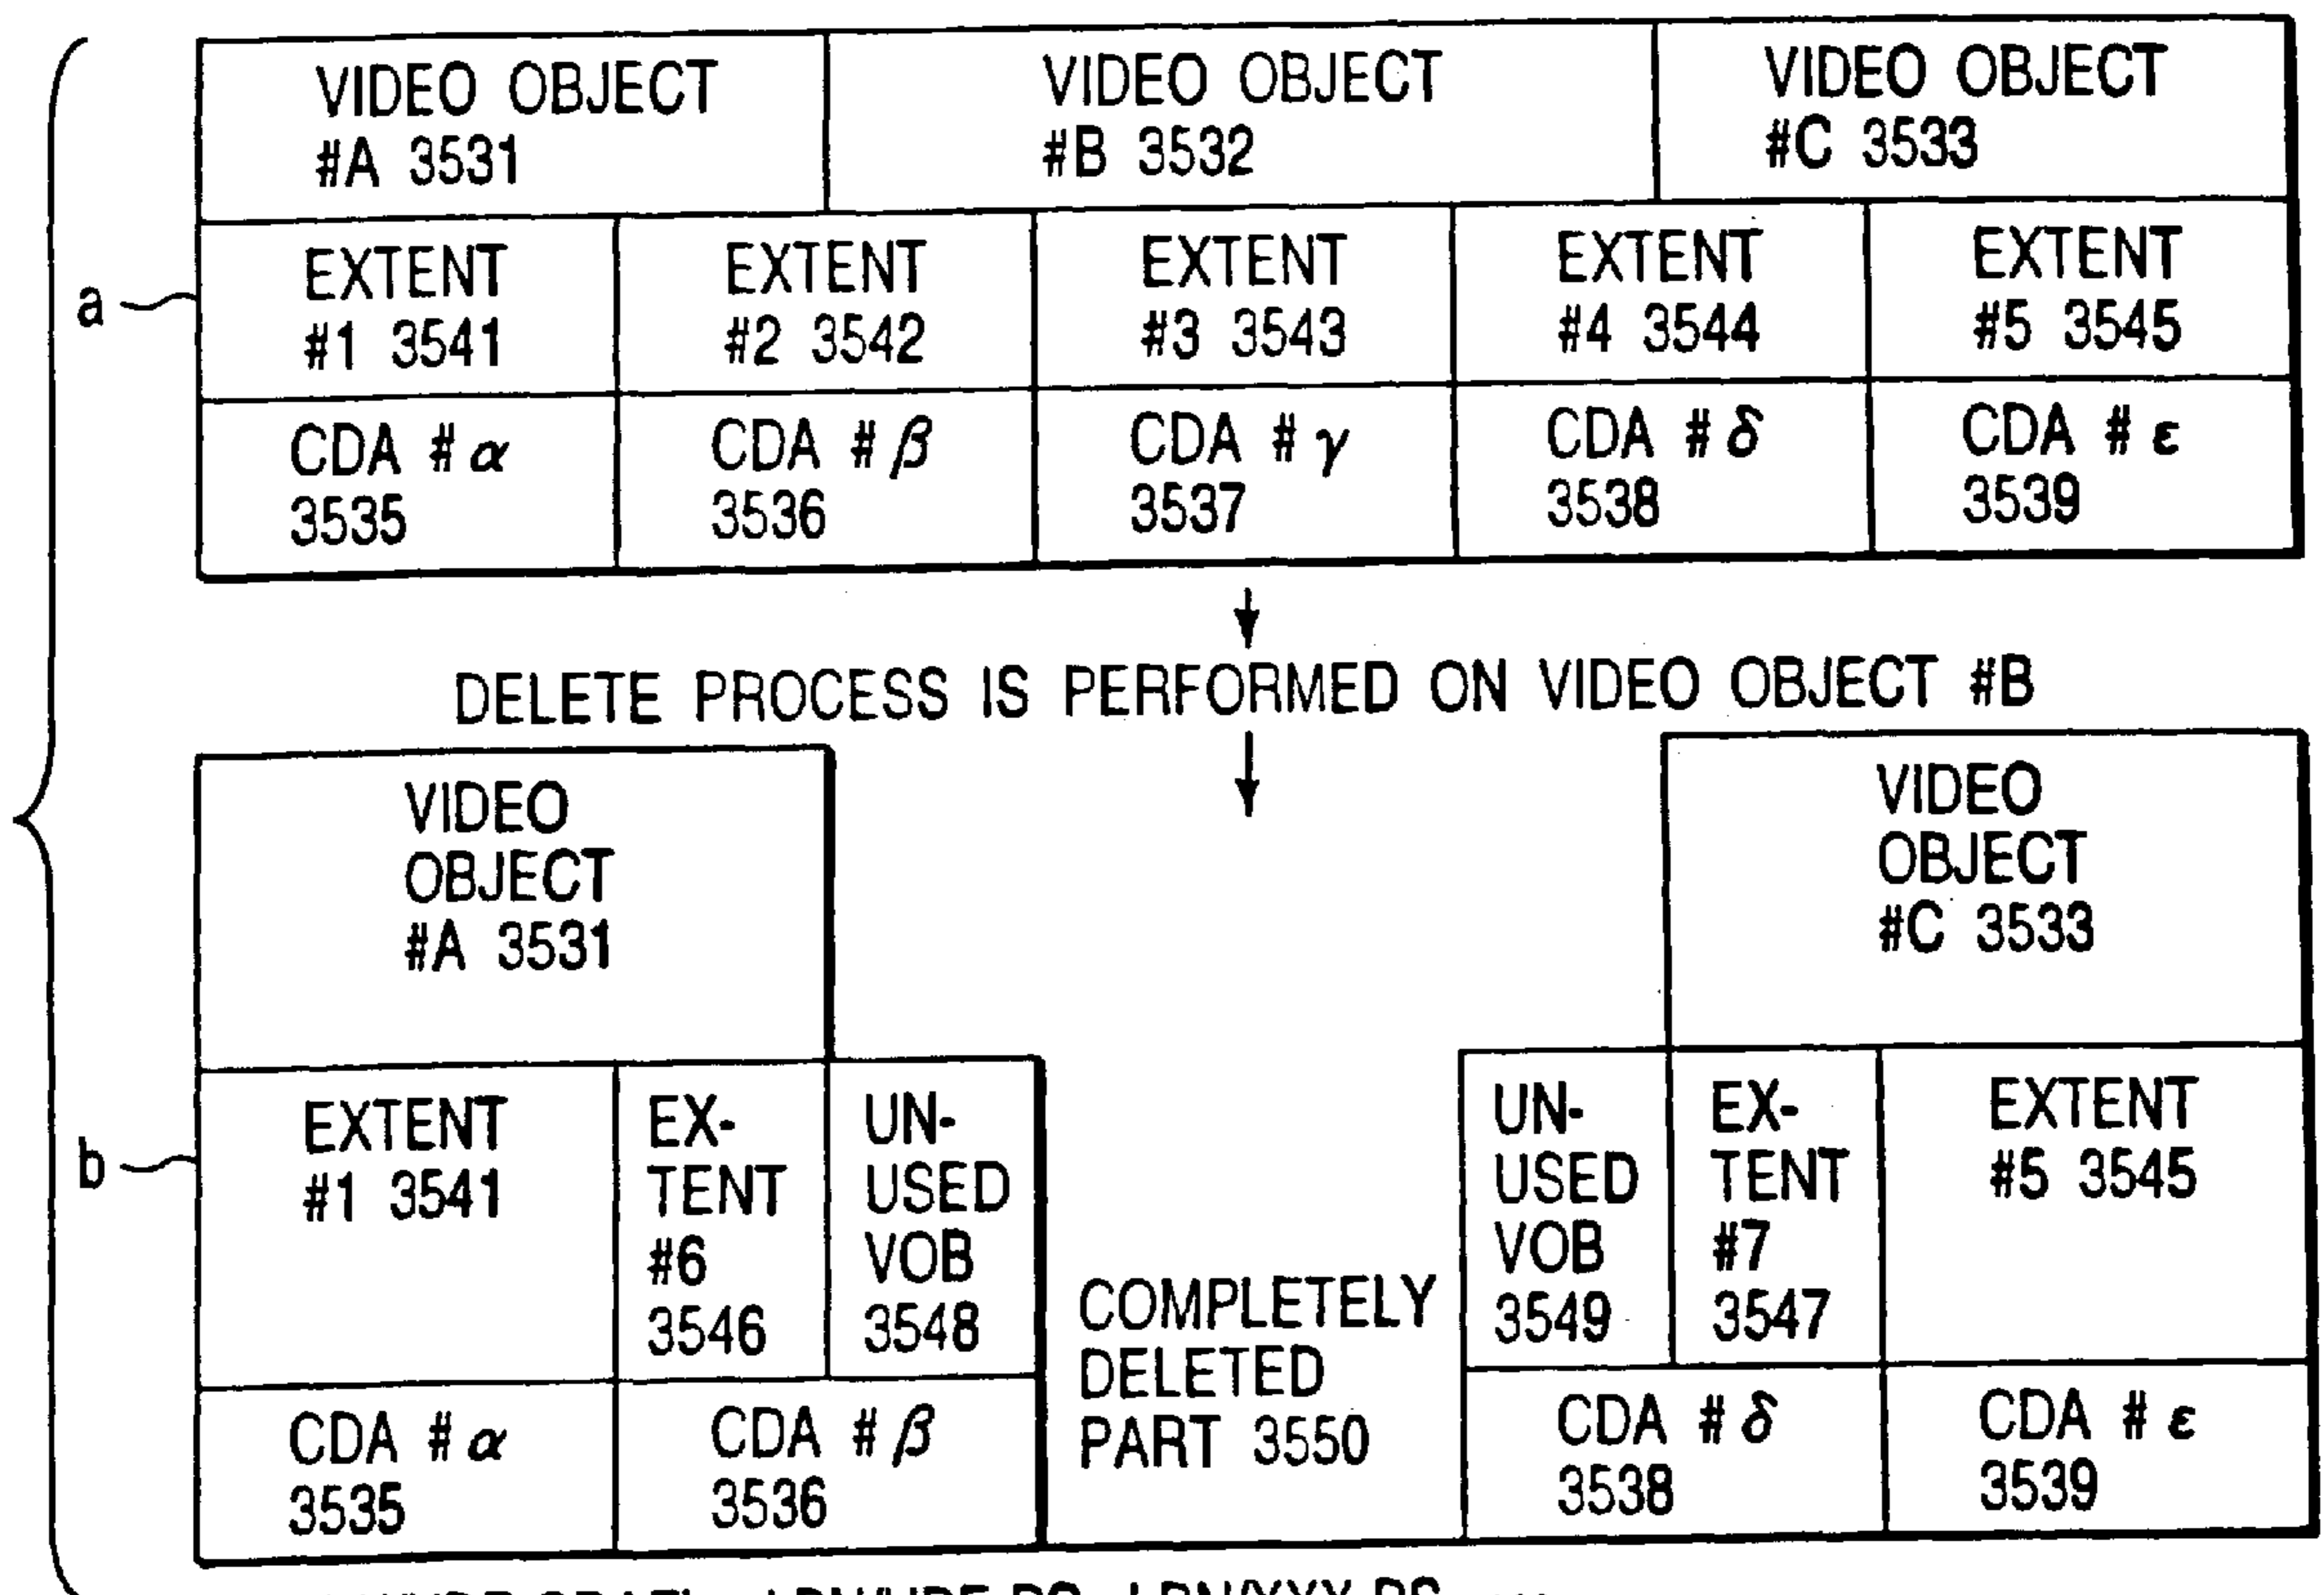 VIDEO OBJECT
#A 3531
VIDEO OBJECT
#B 3532
VIDEO OBJECT
#C 3533
a
EXTENT
#1 3541
EXTENT
#2 3542
EXTENT
#3 3543
EXTENT
#4 3544
EXTENT
#5 3545
CDA #α
3535
CDA #β
3536
CDA #γ
3537
CDA #δ
3538
CDA #ε
3539
DELETE PROCESS IS PERFORMED ON VIDEO OBJECT #B
VIDEO
OBJECT
#A 3531
VIDEO
OBJECT
#C 3533
b
EXTENT
#1 3541
EX-
TENT
#6
3546
UN-
USED
VOB
3548
COMPLETELY
DELETED
PART 3550
UN-
USED
VOB
3549
EX-
TENT
#7
3547
EXTENT
#5 3545
CDA #α
3535
CDA #β
3536
CDA #δ
3538
CDA #ε
3539